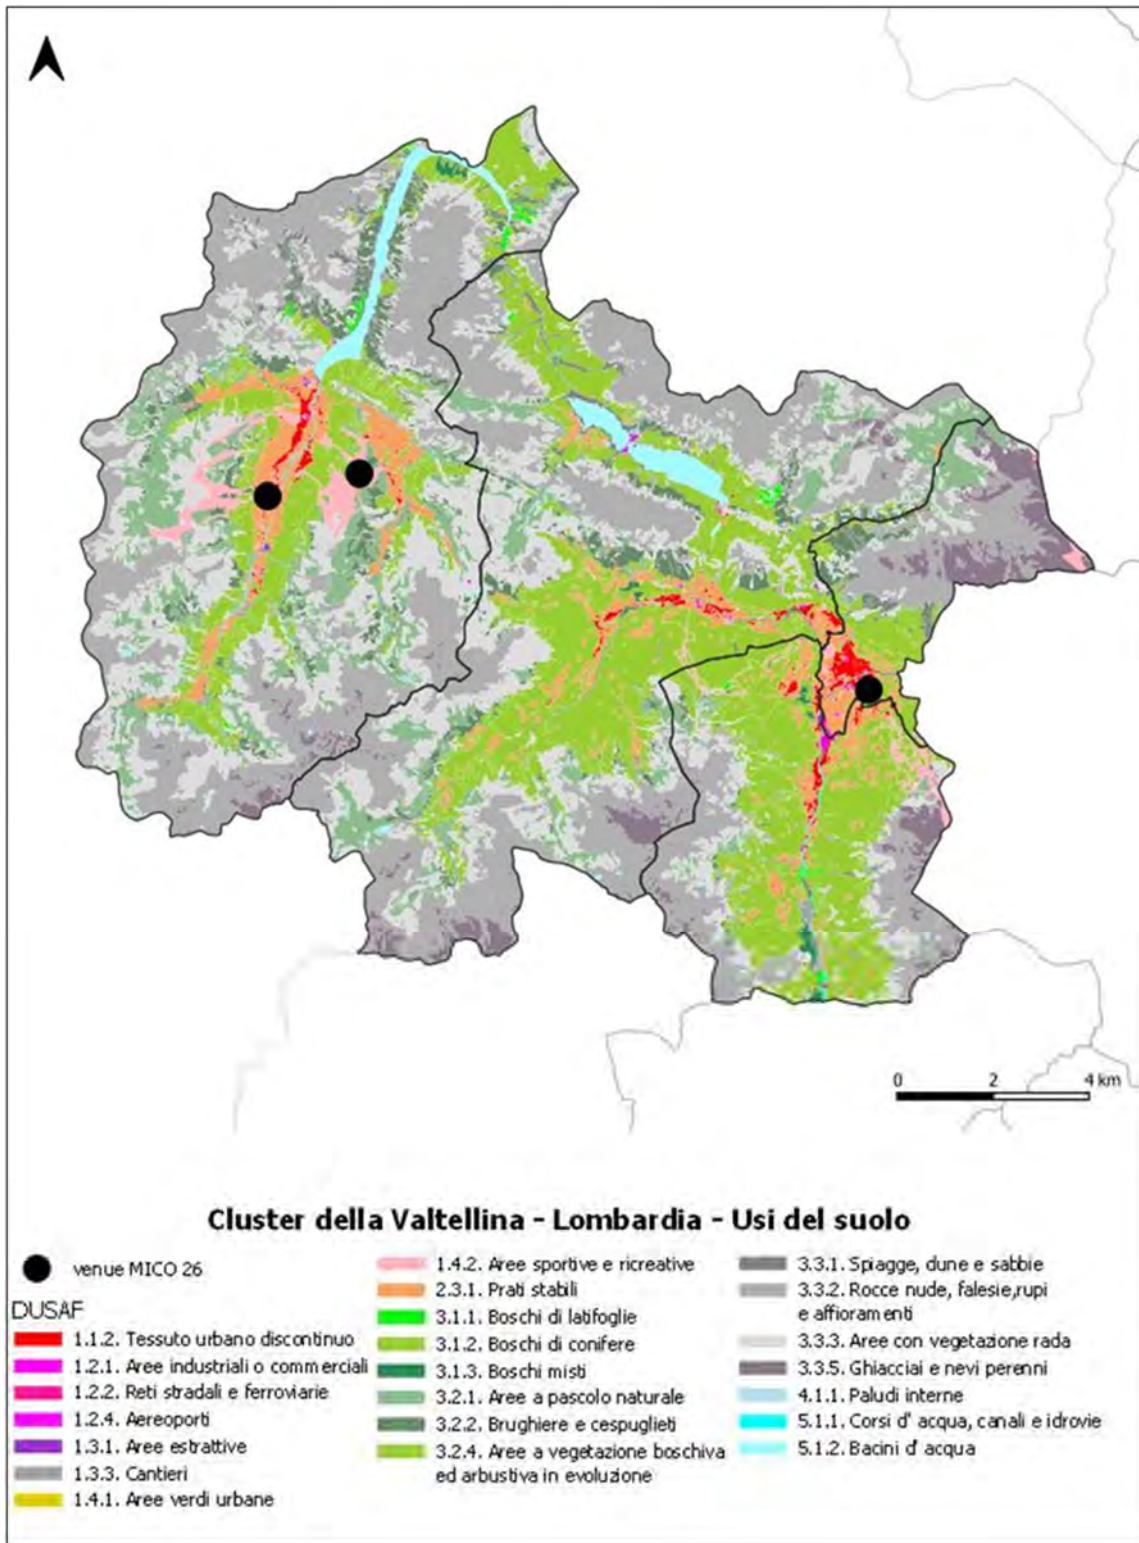 0 2 4 km
Cluster della Valtellina - Lombardia - Usi del suolo
venue MICO 26
DUSAF
1.1.2. Tessuto urbano discontinuo
1.2.1. Aree industriali o commerciali
1.2.2. Reti stradali e ferroviarie
1.2.4. Aereoporti
1.3.1. Aree estrattive
1.3.3. Cantieri
1.4.1. Aree verdi urbane
1.4.2. Aree sportive e ricreative
2.3.1. Prati stabili
3.1.1. Boschi di latifoglie
3.1.2. Boschi di conifere
3.1.3. Boschi misti
3.2.1. Aree a pascolo naturale
3.2.2. Brughiere e cespuglieti
3.2.4. Aree a vegetazione boschiva
ed arbustiva in evoluzione
3.3.1. Spiagge, dune e sabbie
3.3.2. Rocce nude, falesie,rupi
e affioramenti
3.3.3. Aree con vegetazione rada
3.3.5. Ghiacciai e nevi perenni
4.1.1. Paludi interne
5.1.1. Corsi d' acqua, canali e idrovie
5.1.2. Bacini d' acqua